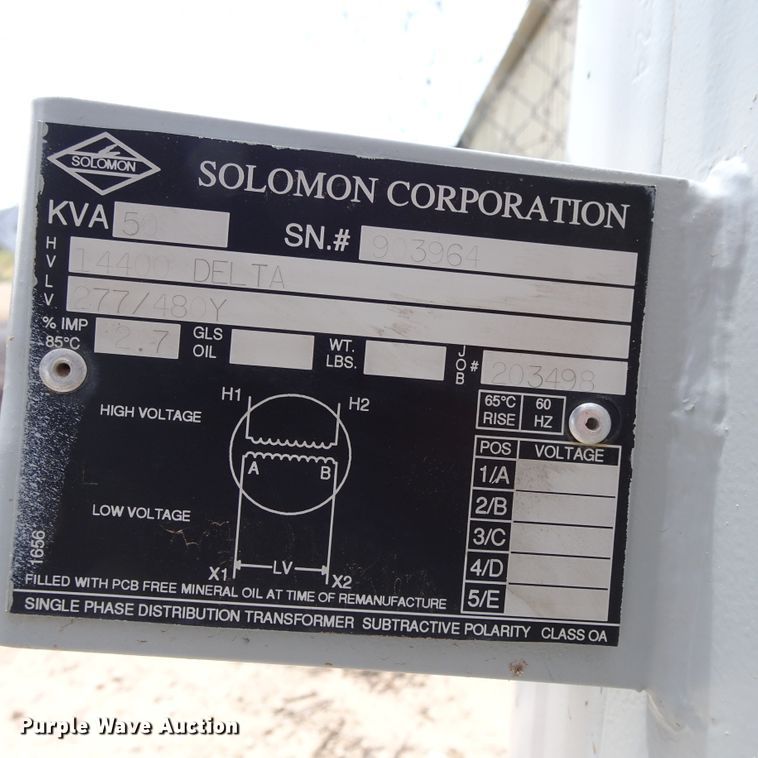 SOLOMON
SOLOMON CORPORATION
KVA 50 SN.# 903964
HV 14400 DELTA
LV 277/480Y
% IMP 85°C 2.7 GLS OIL WT. LBS. JOB # 203498
H1 H2
65°C RISE 60 HZ
HIGH VOLTAGE
POS VOLTAGE
A B
1/A
2/B
LOW VOLTAGE
3/C
1656
4/D
X1 LV X2
5/E
FILLED WITH PCB FREE MINERAL OIL AT TIME OF REMANUFACTURE
SINGLE PHASE DISTRIBUTION TRANSFORMER SUBTRACTIVE POLARITY CLASS OA
Purple Wave Auction